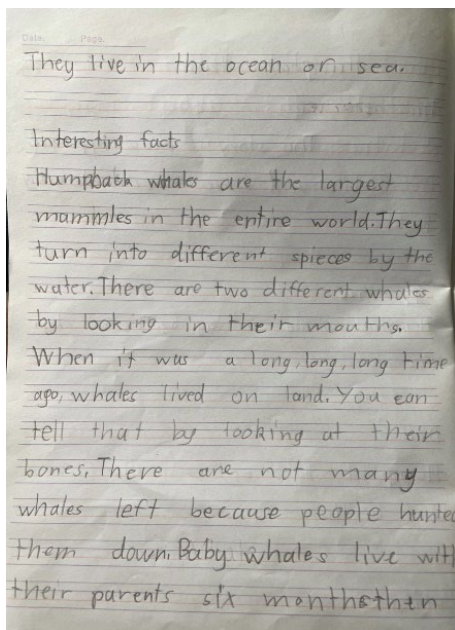 Date: Page:
They live in the ocean or sea.
Interesting facts
Humpback whales are the largest
mammles in the entire world. They
turn into different spieces by the
water. There are two different whales
by looking in their mouths.
When it was a long, long, long time
ago, whales lived on land. You can
tell that by looking at their
bones. There are not many
whales left because people hunted
them down. Baby whales live with
their parents six months then